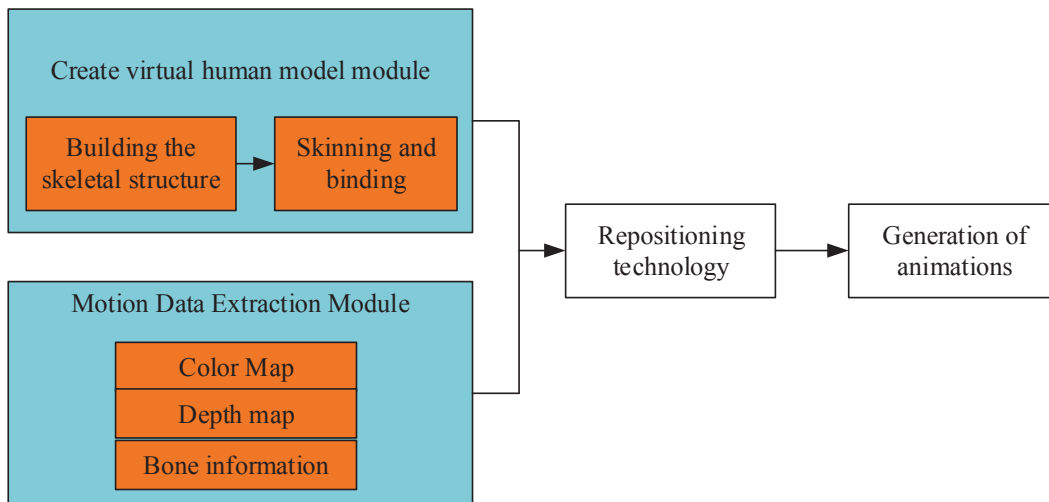 Create virtual human model module
Building the
skeletal structure
Skinning and
binding
Motion Data Extraction Module
Color Map
Depth map
Bone information
Repositioning
technology
Generation of
animations